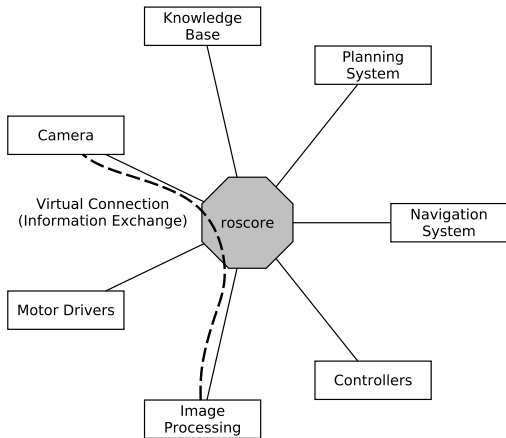 Knowledge
Base
Planning
System
Camera
Virtual Connection
(Information Exchange)
roscore
Navigation
System
Motor Drivers
Controllers
Image
Processing